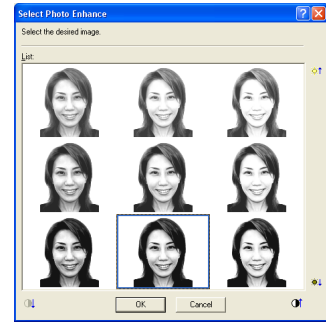 Select Photo Enhance
Select the desired image.
List:
OK
Cancel